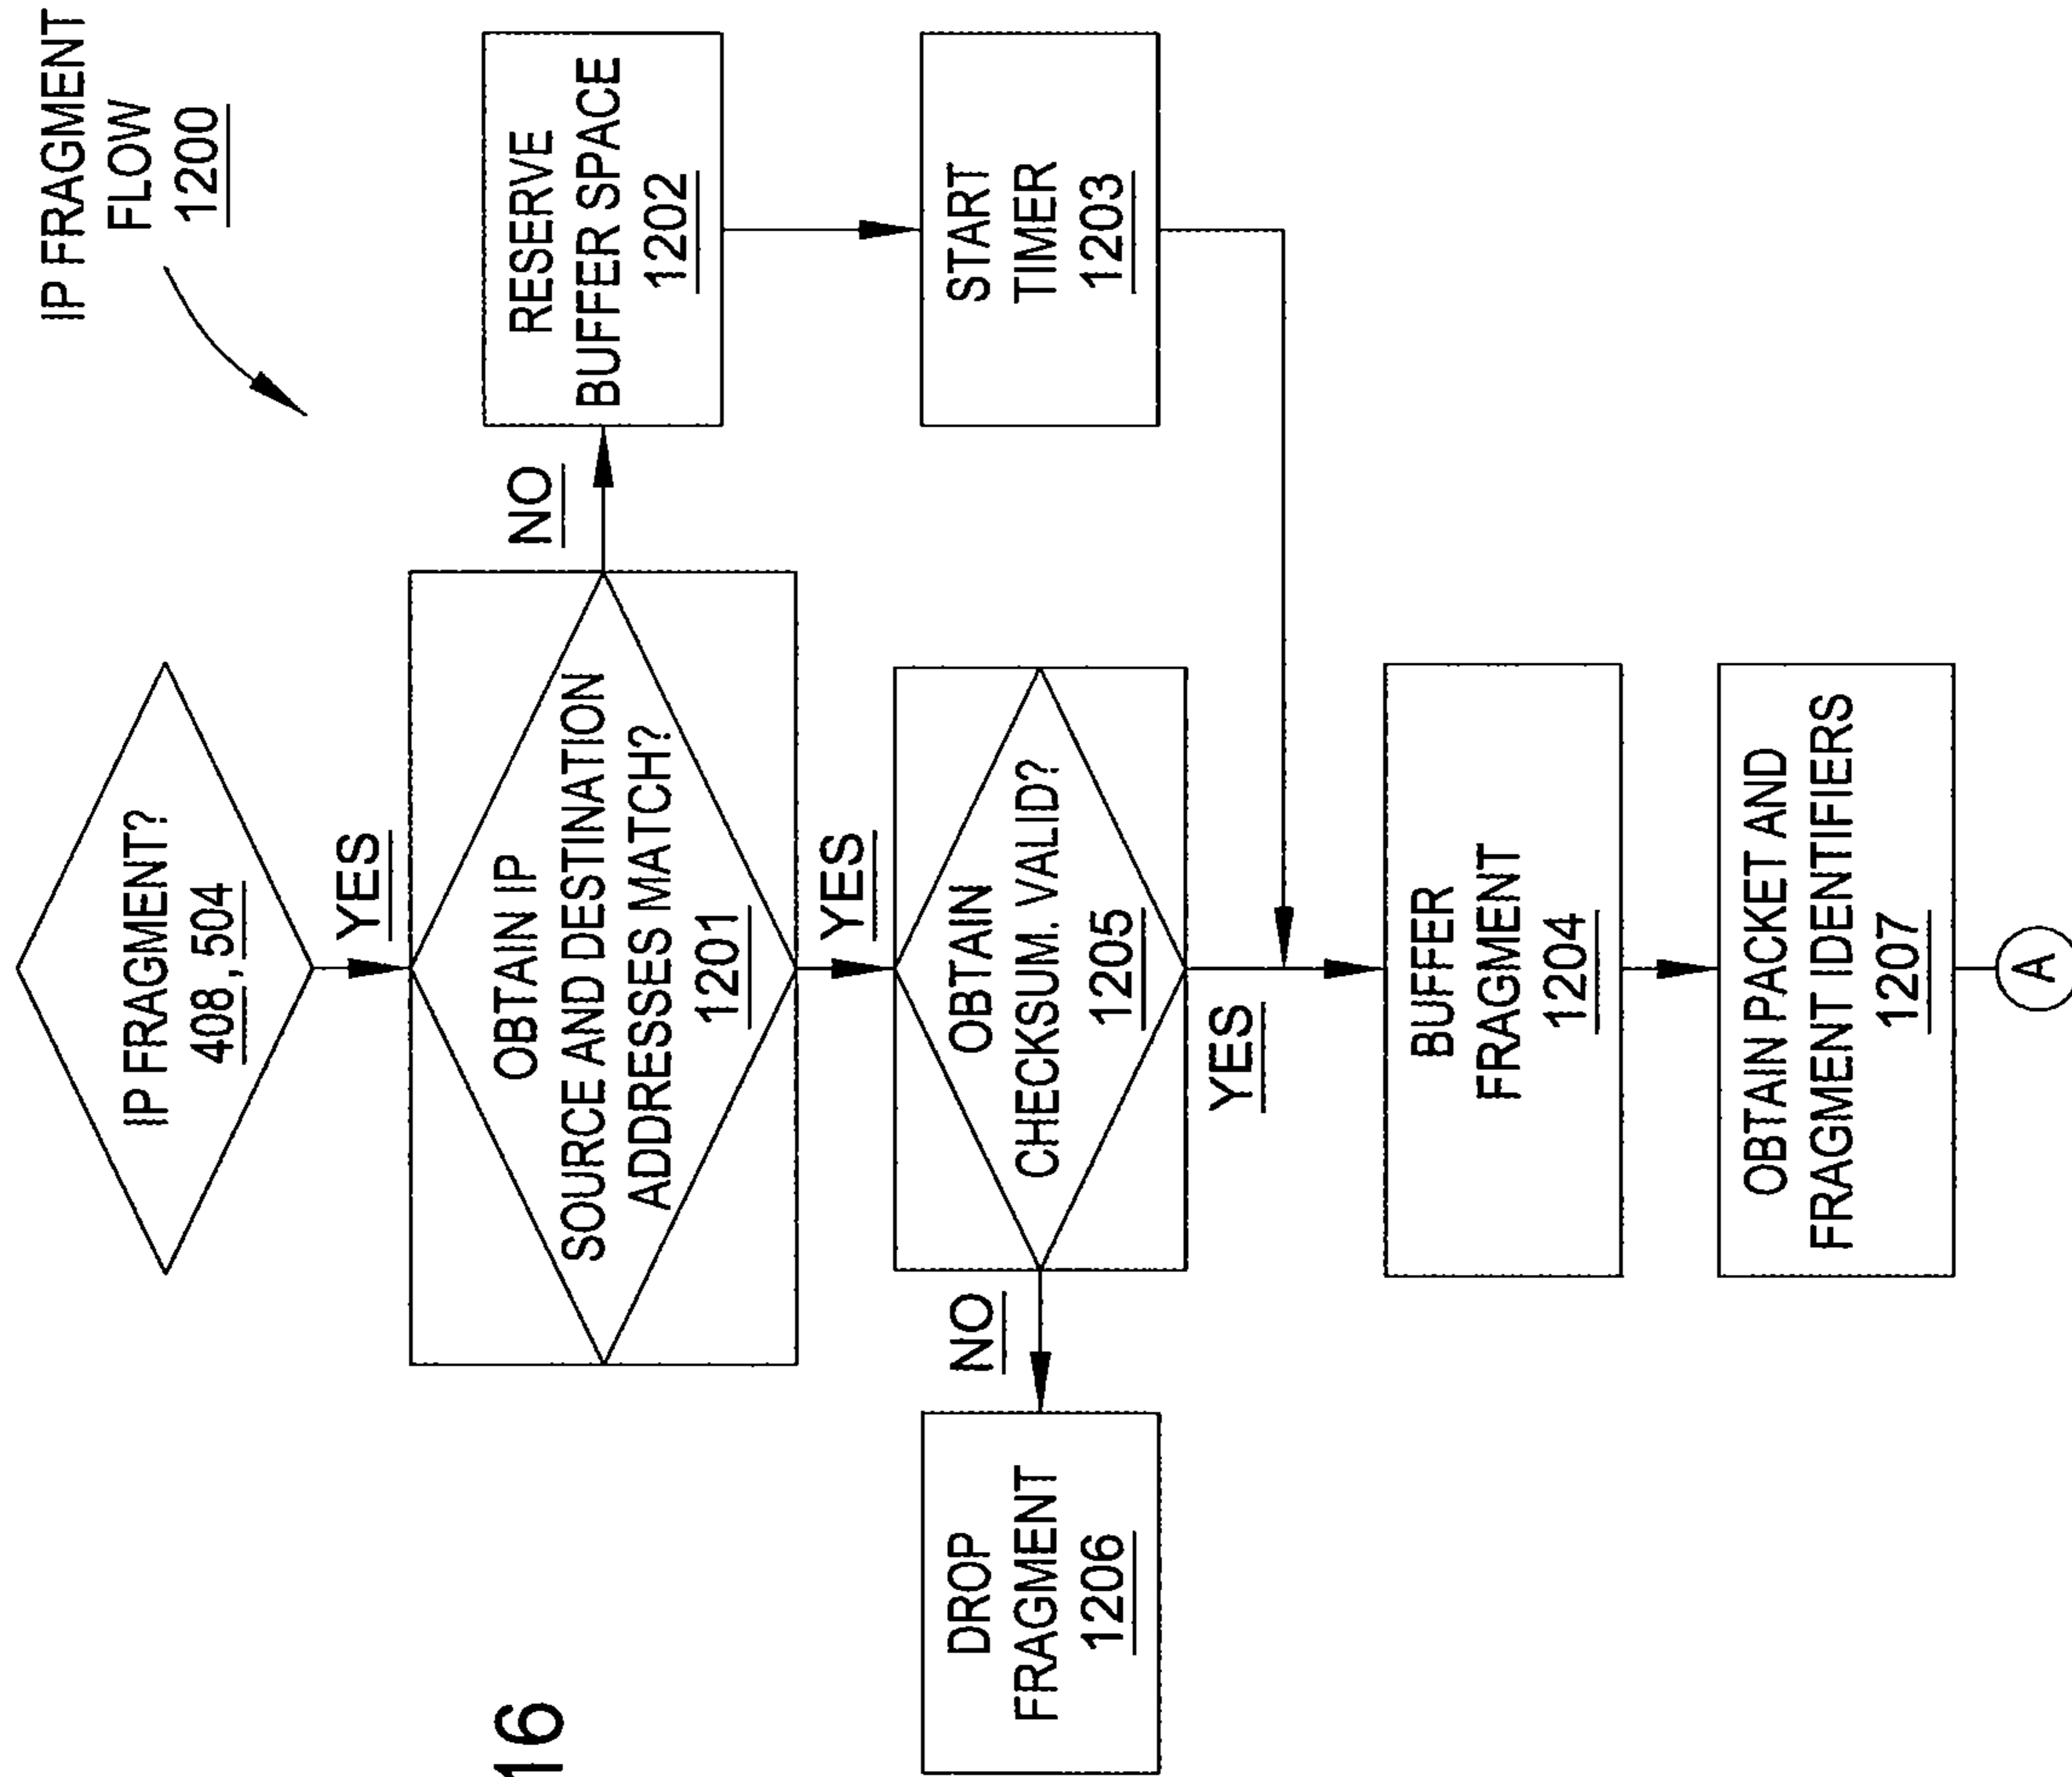 IP FRAGMENT
FLOW
1200
IP FRAGMENT?
408, 504
YES
OBTAIN IP
SOURCE AND DESTINATION
ADDRESSES MATCH?
1201
NO
RESERVE
BUFFER SPACE
1202
START
TIMER
1203
YES
OBTAIN
CHECKSUM. VALID?
1205
NO
DROP
FRAGMENT
1206
YES
BUFFER
FRAGMENT
1204
OBTAIN PACKET AND
FRAGMENT IDENTIFIERS
1207
A
16